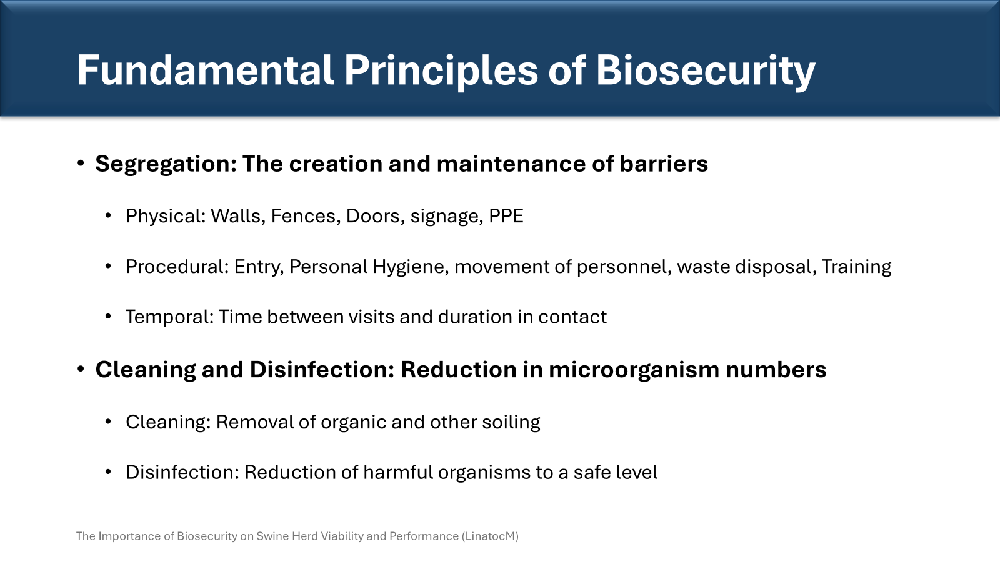 Fundamental Principles of Biosecurity
• Segregation: The creation and maintenance of barriers
• Physical: Walls, Fences, Doors, signage, PPE
• Procedural: Entry, Personal Hygiene, movement of personnel, waste disposal, Training
• Temporal: Time between visits and duration in contact
• Cleaning and Disinfection: Reduction in microorganism numbers
• Cleaning: Removal of organic and other soiling
• Disinfection: Reduction of harmful organisms to a safe level
The Importance of Biosecurity on Swine Herd Viability and Performance (LinatocM)